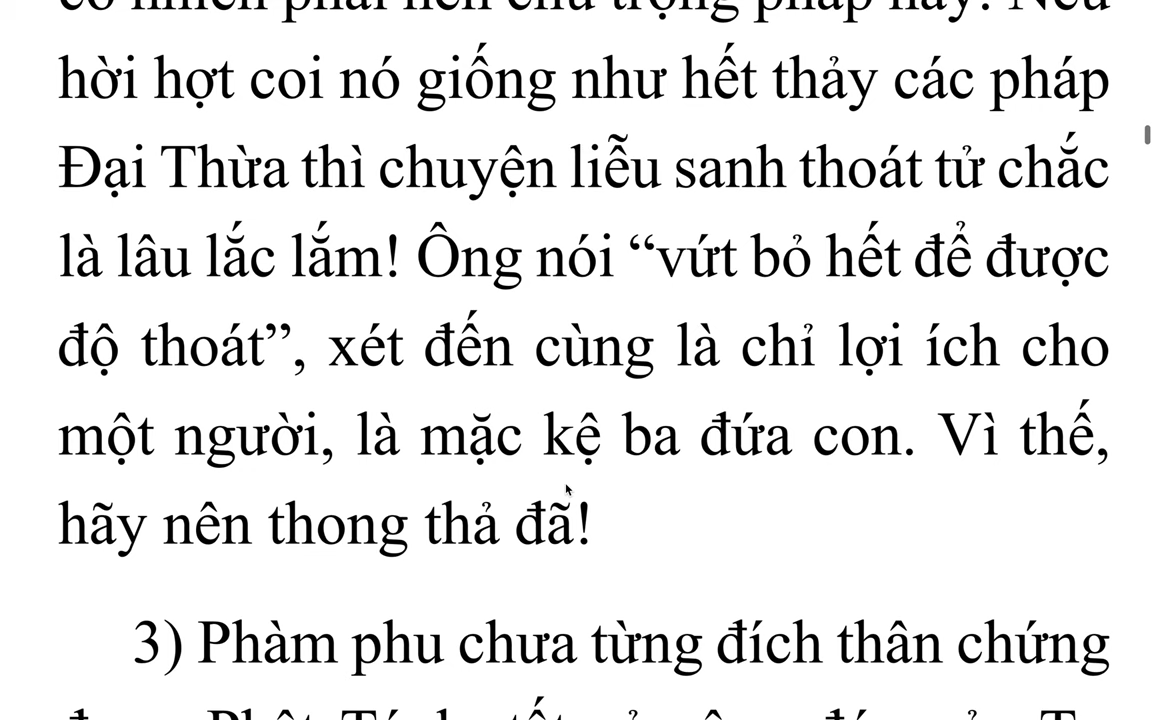 hời hợt coi nó giống như hết thảy các pháp
Đại Thừa thì chuyện liễu sanh thoát tử chắc
là lâu lắc lắm! Ông nói “vứt bỏ hết để được
độ thoát”, xét đến cùng là chỉ lợi ích cho
một người, là mặc kệ ba đứa con. Vì thế,
hãy nên thong thả đã!
3) Phàm phu chưa từng đích thân chứng